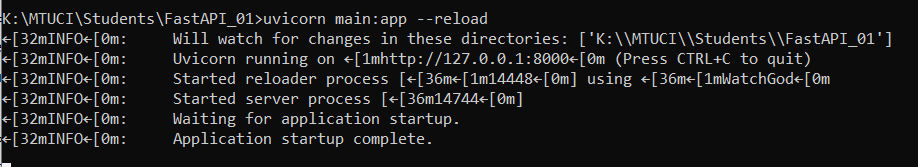 K:\MTUCI\Students\FastAPI_01>uvicorn main:app --reload
←[32mINFO←[0m:     Will watch for changes in these directories: ['K:\\MTUCI\\Students\\FastAPI_01']
←[32mINFO←[0m:     Uvicorn running on ←[1mhttp://127.0.0.1:8000←[0m (Press CTRL+C to quit)
←[32mINFO←[0m:     Started reloader process [←[36m←[1m14448←[0m] using ←[36m←[1mWatchGod←[0m
←[32mINFO←[0m:     Started server process [←[36m14744←[0m]
←[32mINFO←[0m:     Waiting for application startup.
←[32mINFO←[0m:     Application startup complete.